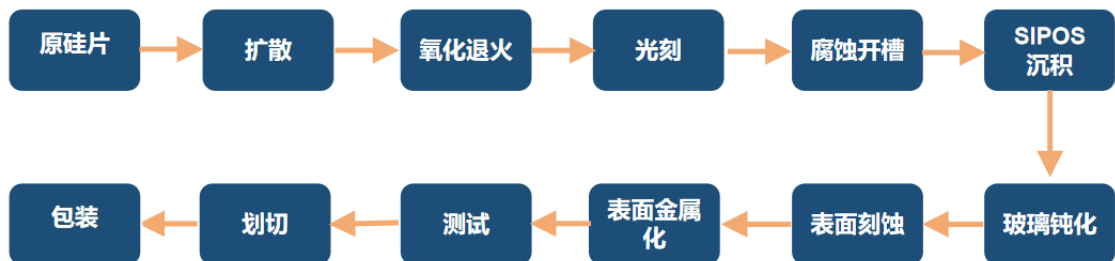 原硅片
扩散
氧化退火
光刻
腐蚀开槽
SIPOS
沉积
包装
划切
测试
表面金属
化
表面刻蚀
玻璃钝化